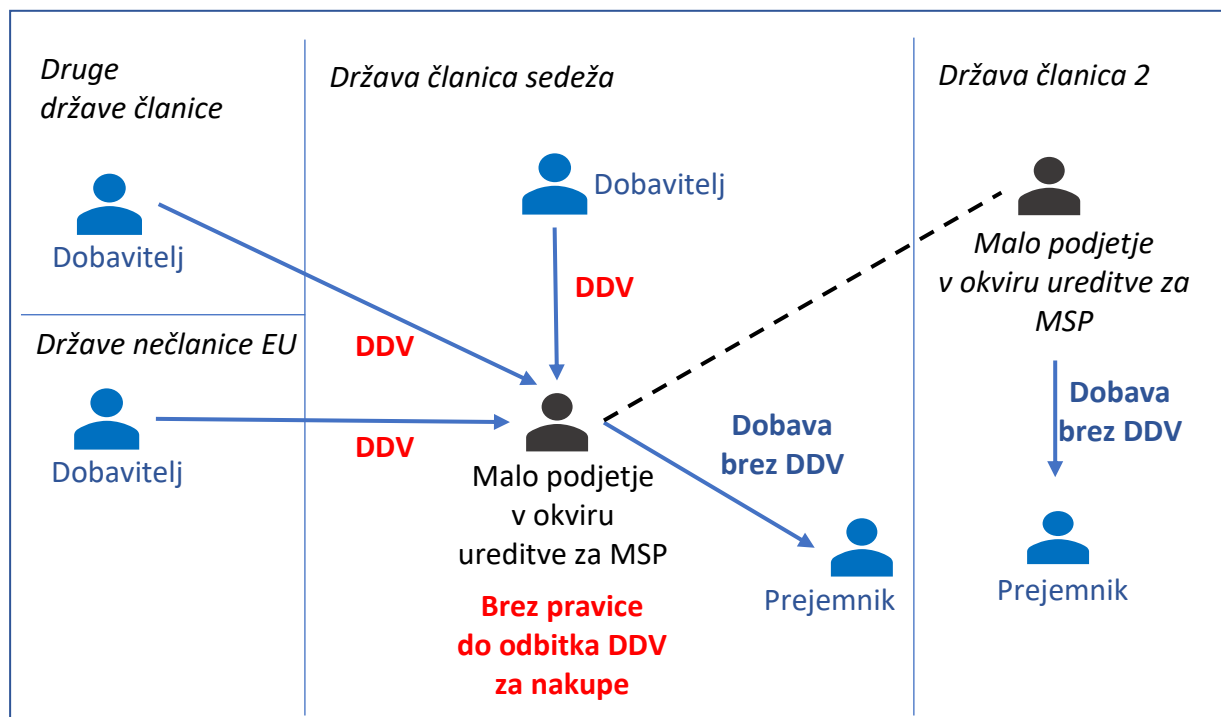 Druge
države članice
Dobavitelj
Države nečlanice EU
Dobavitelj
Država članica sedeža
Dobavitelj
DDV
DDV
DDV
Malo podjetje
v okviru
ureditve za MSP
Brez pravice
do odbitka DDV
za nakupe
Dobava
brez DDV
Prejemnik
Država članica 2
Malo podjetje
v okviru ureditve za
MSP
Dobava
brez DDV
Prejemnik